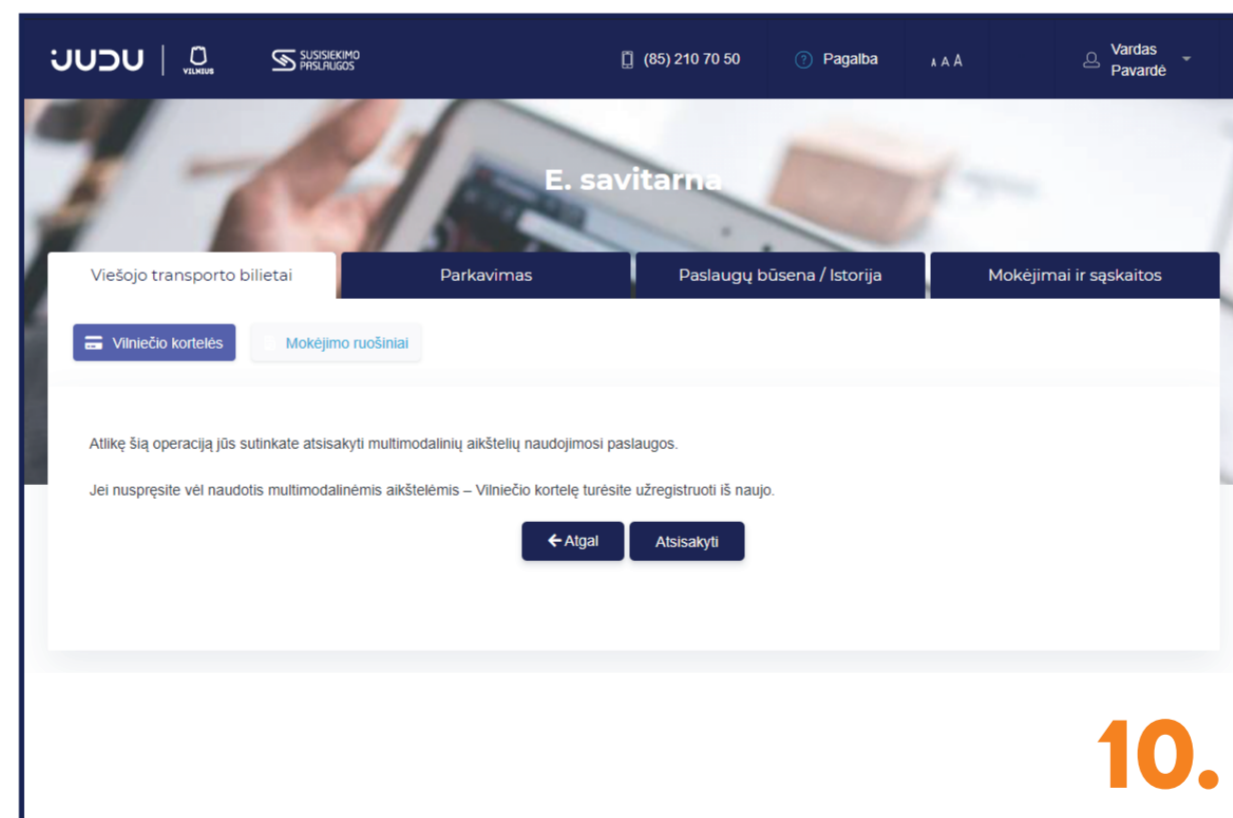 JUDU
VILNIUS
SUSISIEKIMO
PASLAUGOS
(85) 210 70 50
? Pagalba
A A A
Vardas
Pavardė
E. savitarna
Viešojo transporto bilietai
Parkavimas
Paslaugų būsena / Istorija
Mokėjimai ir sąskaitos
Vilniečio kortelės
Mokėjimo ruošiniai
Atlikę šią operaciją jūs sutinkate atsisakyti multimodalinių aikštelių naudojimosi paslaugos.
Jei nuspręsite vėl naudotis multimodalinėmis aikštelėmis – Vilniečio kortelę turėsite užregistruoti iš naujo.
Atgal
Atsisakyti
10.